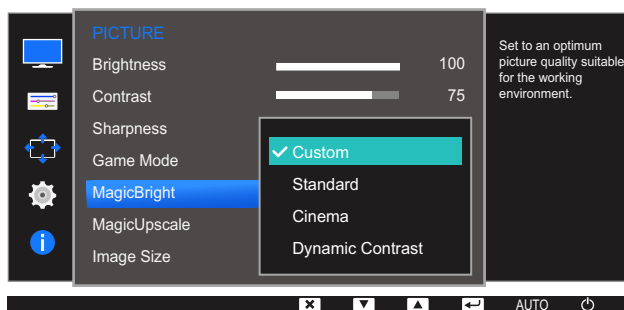 PICTURE
Brightness 100
Contrast 75
Sharpness
Game Mode
MagicBright
MagicUpscale
Image Size
Custom
Standard
Cinema
Dynamic Contrast
Set to an optimum
picture quality suitable
for the working
environment.
AUTO